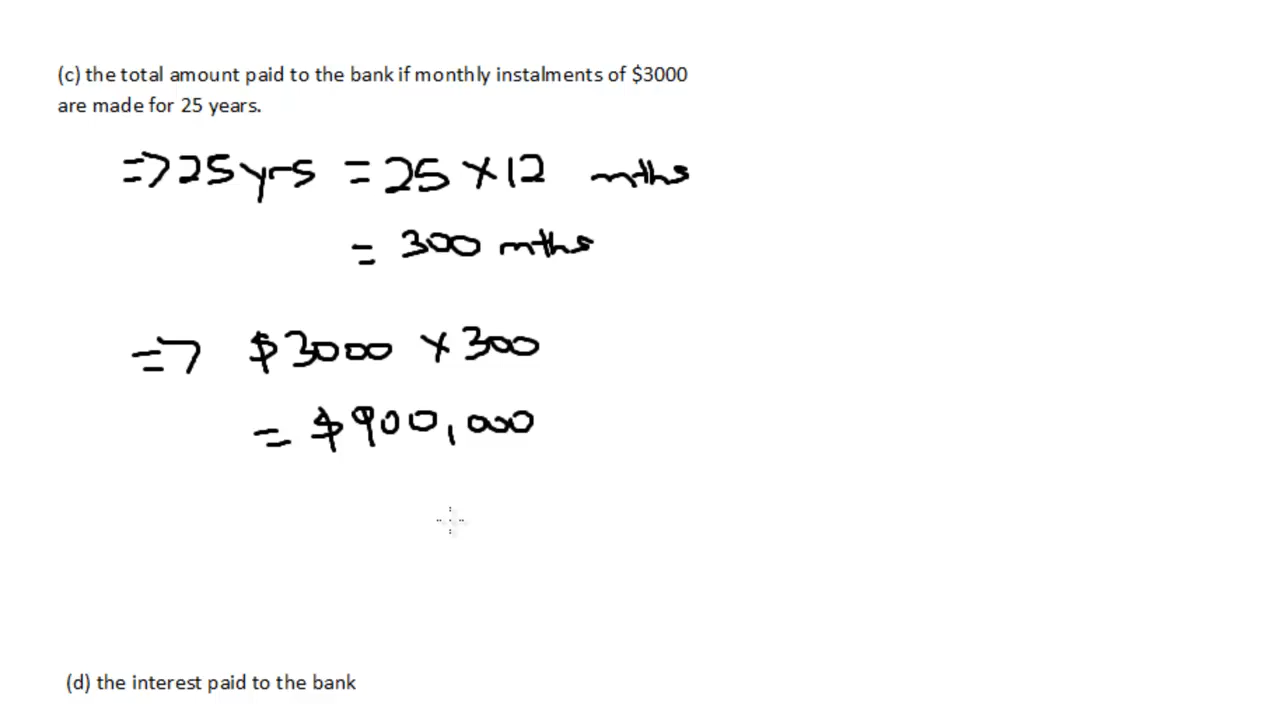 (c) the total amount paid to the bank if monthly instalments of $3000
are made for 25 years.
=> 25 yrs = 25 × 12 mths
= 300 mths
=> $3000 × 300
= $900,000
(d) the interest paid to the bank